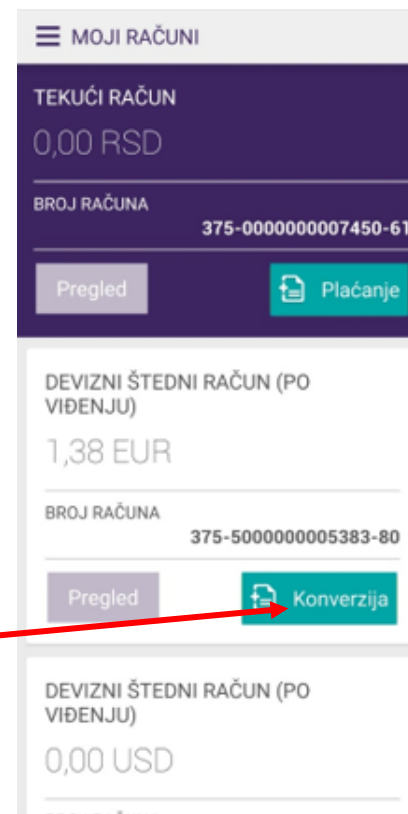 MOJI RAČUNI
TEKUĆI RAČUN
0,00 RSD
BROJ RAČUNA
375-0000000007450-61
Pregled
Plaćanje
DEVIZNI ŠTEDNI RAČUN (PO
VIĐENJU)
1,38 EUR
BROJ RAČUNA
375-5000000005383-80
Pregled
Konverzija
DEVIZNI ŠTEDNI RAČUN (PO
VIĐENJU)
0,00 USD